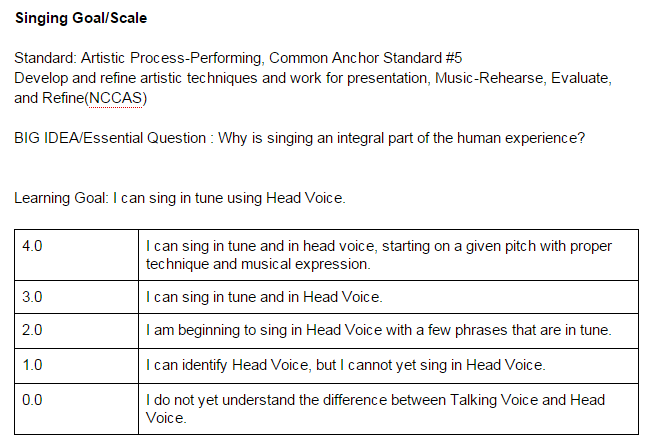 Singing Goal/Scale
Standard: Artistic Process-Performing, Common Anchor Standard #5
Develop and refine artistic techniques and work for presentation, Music-Rehearse, Evaluate,
and Refine(NCCAS)
BIG IDEA/Essential Question : Why is singing an integral part of the human experience?
Learning Goal: I can sing in tune using Head Voice.
4.0 I can sing in tune and in head voice, starting on a given pitch with proper
technique and musical expression.
3.0 I can sing in tune and in Head Voice.
2.0 I am beginning to sing in Head Voice with a few phrases that are in tune.
1.0 I can identify Head Voice, but I cannot yet sing in Head Voice.
0.0 I do not yet understand the difference between Talking Voice and Head
Voice.